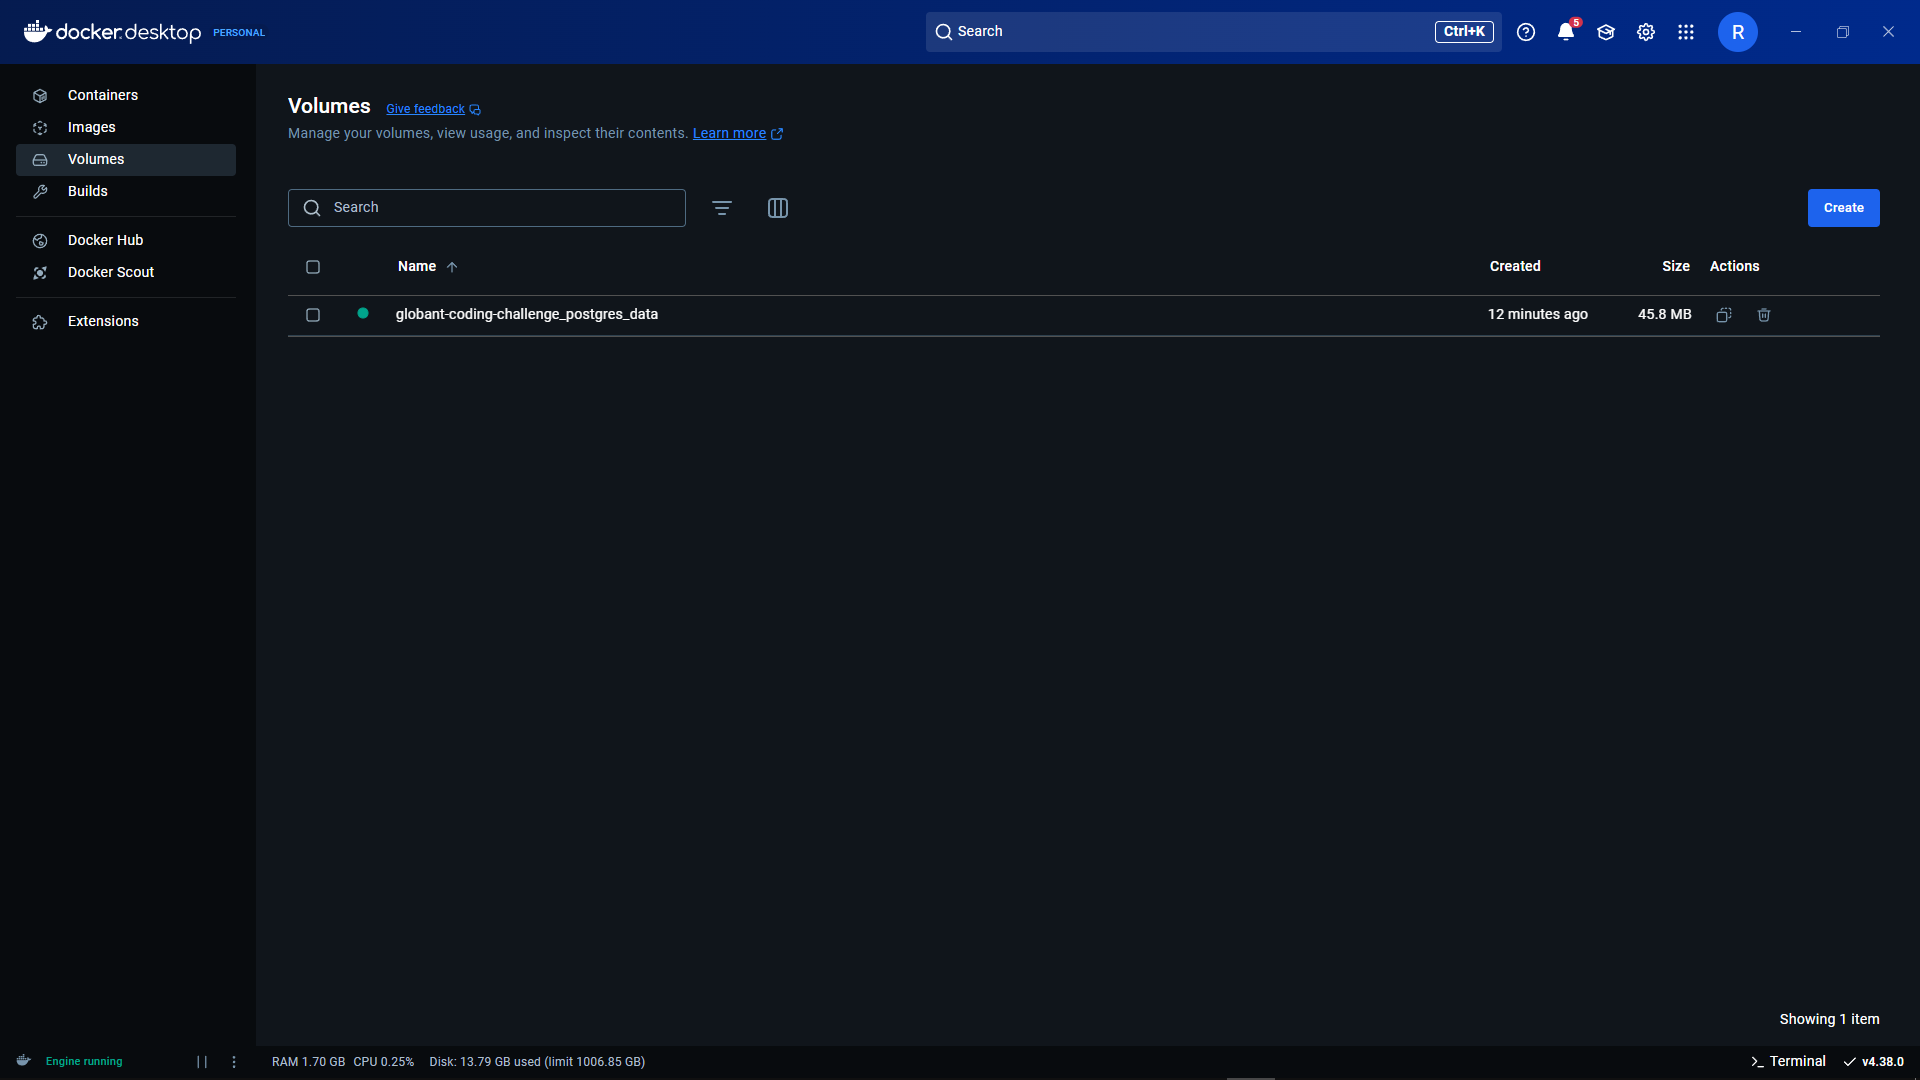 docker.desktop PERSONAL
Search Ctrl+K
5
R
Containers
Images
Volumes
Builds
Docker Hub
Docker Scout
Extensions
Volumes Give feedback
Manage your volumes, view usage, and inspect their contents. Learn more
Search
Create
Name Created Size Actions
globant-coding-challenge_postgres_data 12 minutes ago 45.8 MB
Showing 1 item
Engine running
RAM 1.70 GB CPU 0.25% Disk: 13.79 GB used (limit 1006.85 GB)
Terminal v4.38.0